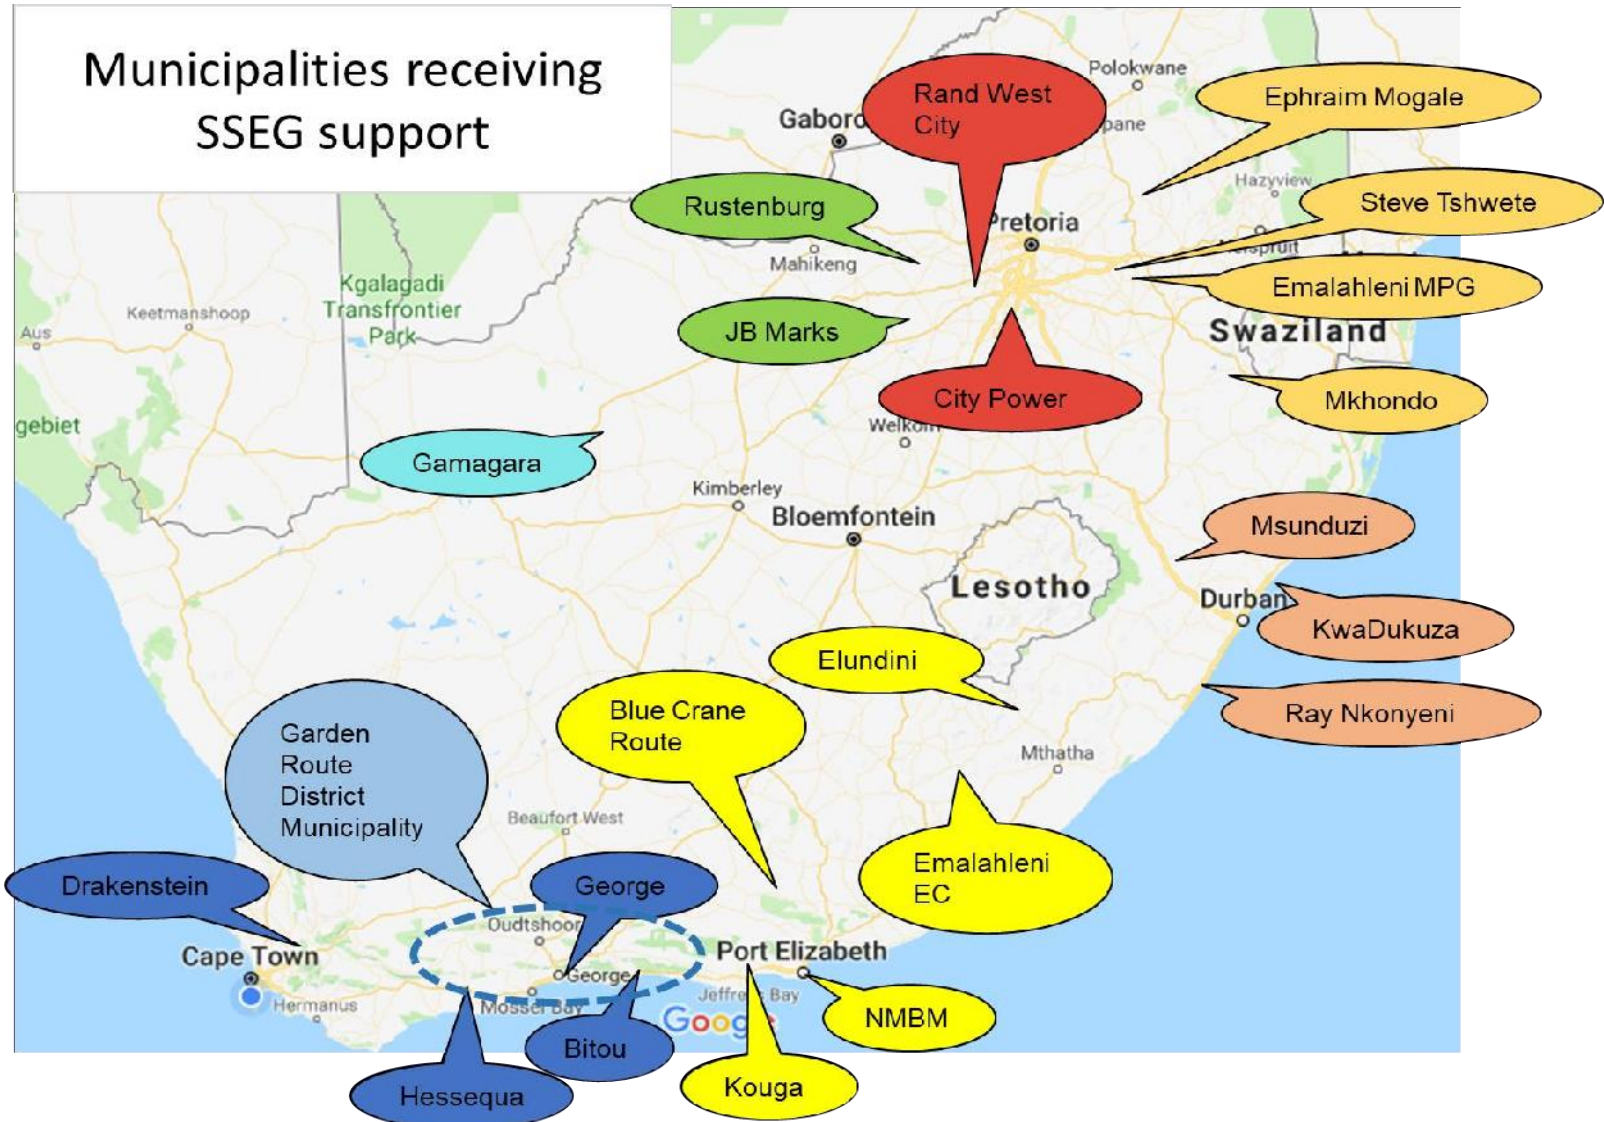 Municipalities receiving
SSEG support
Polokwane
Rand West
City
Ephraim Mogale
Gaboro
pane
Hazyview
Rustenburg
Steve Tshwete
Pretoria
Mahikeng
Kgalagadi
Transfrontier
Park
Emalahleni MPG
Keetmanshoop
Aus
JB Marks
Swaziland
City Power
Mkhondo
gebiet
Welkom
Gamagara
Kimberley
Bloemfontein
Msunduzi
Lesotho
Durban
KwaDukuza
Elundini
Blue Crane
Route
Ray Nkonyeni
Garden
Route
District
Municipality
Mthatha
Beaufort West
Emalahleni
EC
Drakenstein
George
Oudtshoor
Cape Town
Port Elizabeth
George
Hermanus
Mossel Bay
Jeffreys Bay
Google
NMBM
Bitou
Kouga
Hessequa